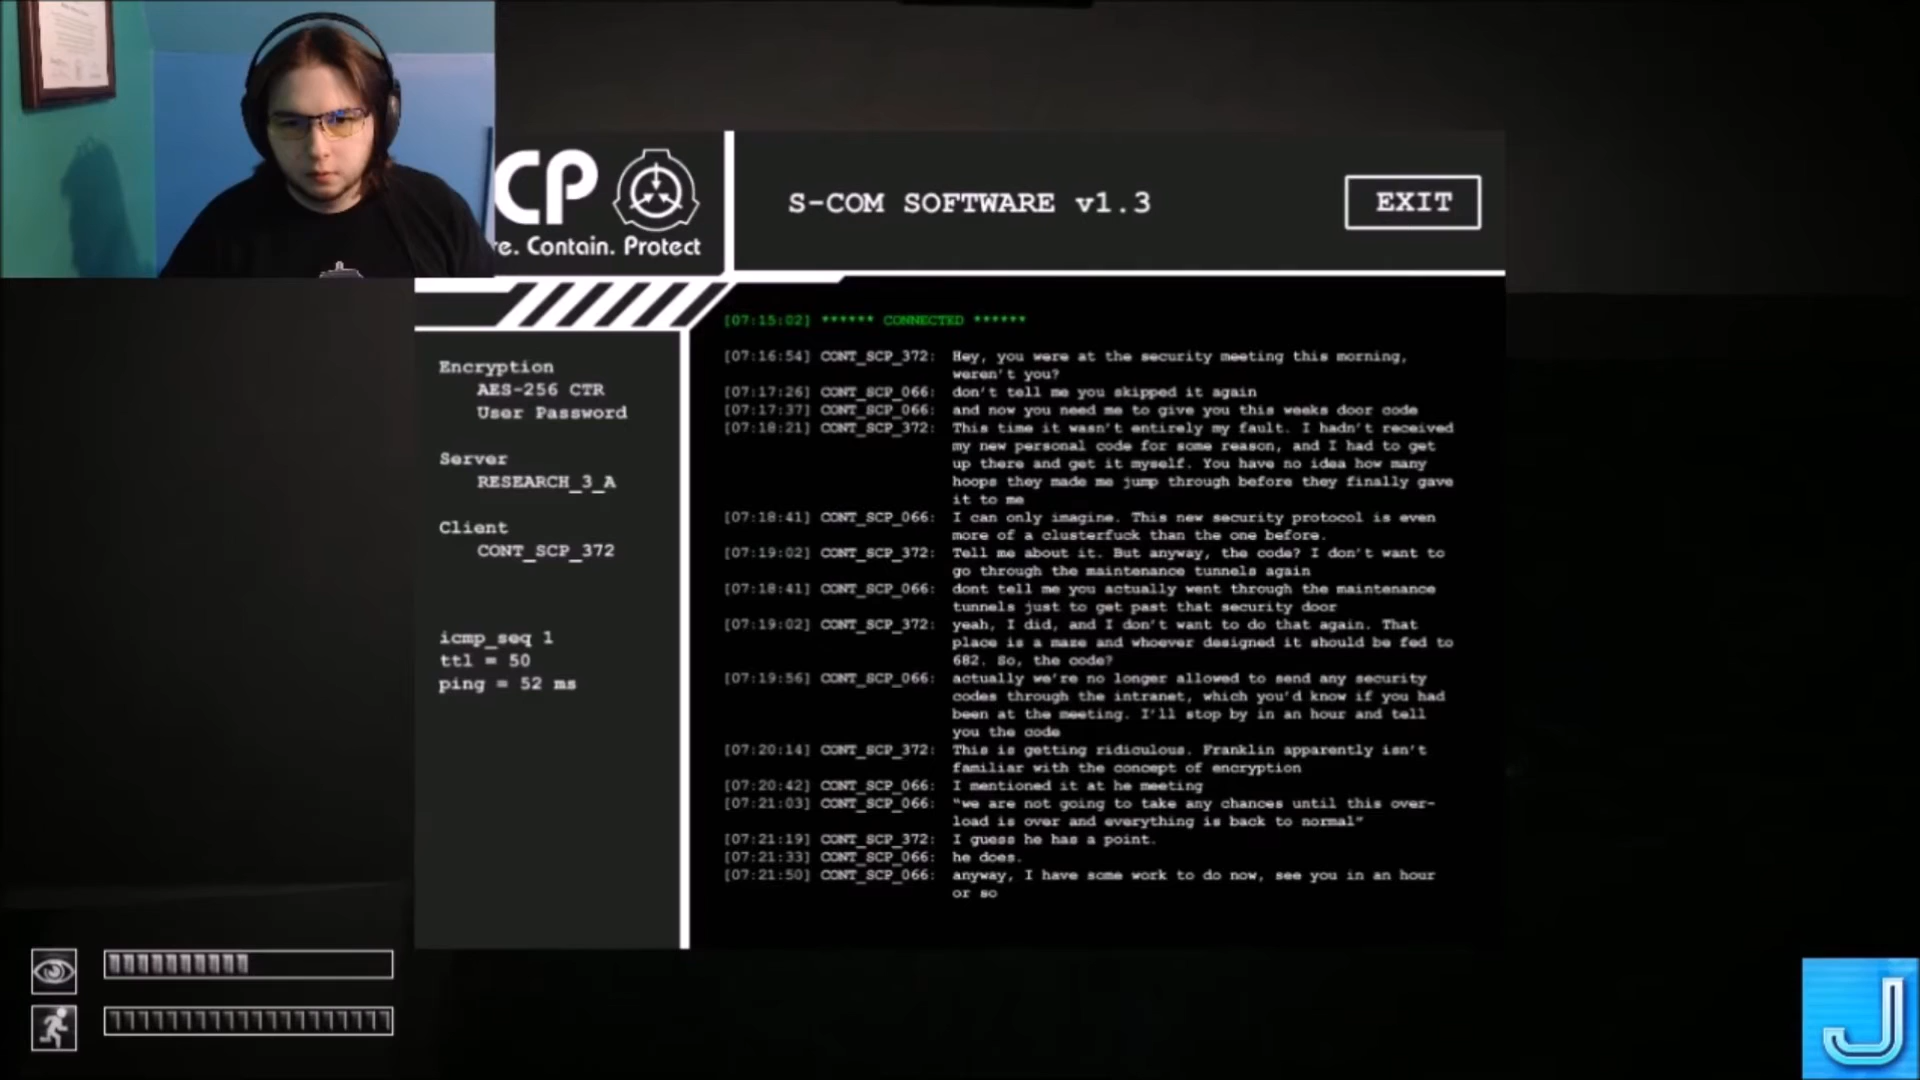 CP
e. Contain. Protect
S-COM SOFTWARE v1.3
EXIT
Encryption
AES-256 CTR
User Password
Server
RESEARCH_3_A
Client
CONT_SCP_372
icmp_seq 1
ttl = 50
ping = 52 ms
[07:15:02] ****** CONNECTED ******
[07:16:54] CONT_SCP_372: Hey, you were at the security meeting this morning,
weren't you?
[07:17:26] CONT_SCP_066: don't tell me you skipped it again
[07:17:37] CONT_SCP_066: and now you need me to give you this weeks door code
[07:18:21] CONT_SCP_372: This time it wasn't entirely my fault. I hadn't received
my new personal code for some reason, and I had to get
up there and get it myself. You have no idea how many
hoops they made me jump through before they finally gave
it to me
[07:18:41] CONT_SCP_066: I can only imagine. This new security protocol is even
more of a clusterfuck than the one before.
[07:19:02] CONT_SCP_372: Tell me about it. But anyway, the code? I don't want to
go through the maintenance tunnels again
[07:18:41] CONT_SCP_066: dont tell me you actually went through the maintenance
tunnels just to get past that security door
[07:19:02] CONT_SCP_372: yeah, I did, and I don't want to do that again. That
place is a maze and whoever designed it should be fed to
682. So, the code?
[07:19:56] CONT_SCP_066: actually we're no longer allowed to send any security
codes through the intranet, which you'd know if you had
been at the meeting. I'll stop by in an hour and tell
you the code
[07:20:14] CONT_SCP_372: This is getting ridiculous. Franklin apparently isn't
familiar with the concept of encryption
[07:20:42] CONT_SCP_066: I mentioned it at he meeting
[07:21:03] CONT_SCP_066: "we are not going to take any chances until this over-
load is over and everything is back to normal"
[07:21:19] CONT_SCP_372: I guess he has a point.
[07:21:33] CONT_SCP_066: he does.
[07:21:50] CONT_SCP_066: anyway, I have some work to do now, see you in an hour
or so
J